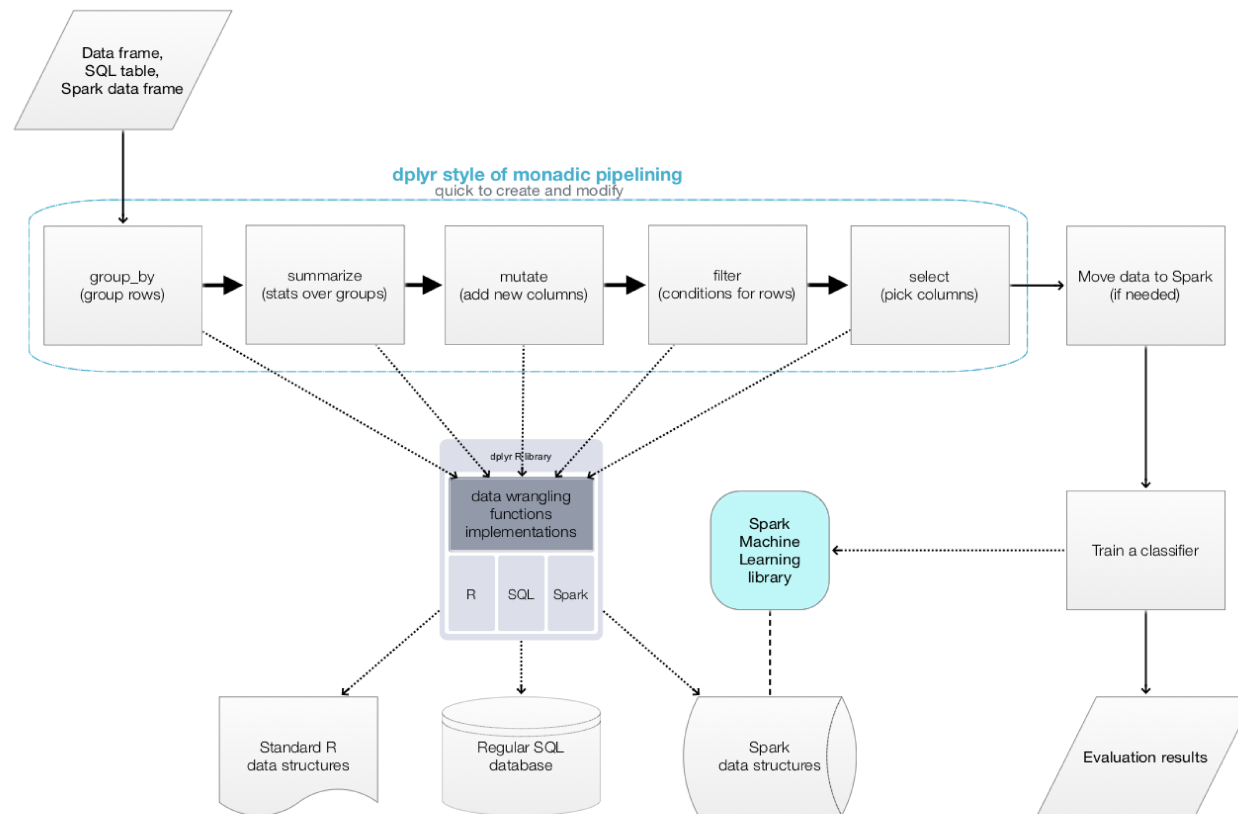 Data frame,
SQL table,
Spark data frame
dplyr style of monadic pipelining
quick to create and modify
group_by
(group rows)
summarize
(stats over groups)
mutate
(add new columns)
filter
(conditions for rows)
select
(pick columns)
Move data to Spark
(if needed)
dplyr R library
data wrangling
functions
implementations
R
SQL
Spark
Spark
Machine
Learning
library
Train a classifier
Standard R
data structures
Regular SQL
database
Spark
data structures
Evaluation results